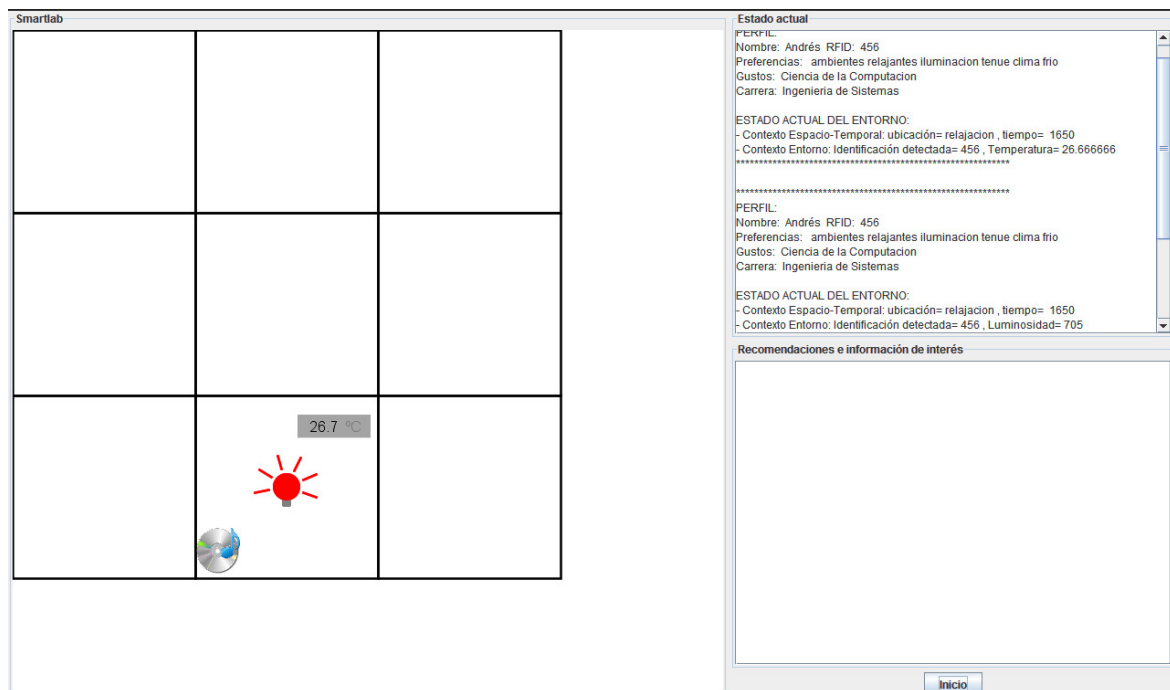 Smartlab
26.7 ºC
Estado actual
PERFIL:
Nombre: Andrés RFID: 456
Preferencias: ambientes relajantes iluminacion tenue clima frio
Gustos: Ciencia de la Computacion
Carrera: Ingenieria de Sistemas
ESTADO ACTUAL DEL ENTORNO:
- Contexto Espacio-Temporal: ubicación= relajacion , tiempo= 1650
- Contexto Entorno: Identificación detectada= 456 , Temperatura= 26.666666
************************************************************
************************************************************
PERFIL:
Nombre: Andrés RFID: 456
Preferencias: ambientes relajantes iluminacion tenue clima frio
Gustos: Ciencia de la Computacion
Carrera: Ingenieria de Sistemas
ESTADO ACTUAL DEL ENTORNO:
- Contexto Espacio-Temporal: ubicación= relajacion , tiempo= 1650
- Contexto Entorno: Identificación detectada= 456 , Luminosidad= 705
Recomendaciones e información de interés
Inicio